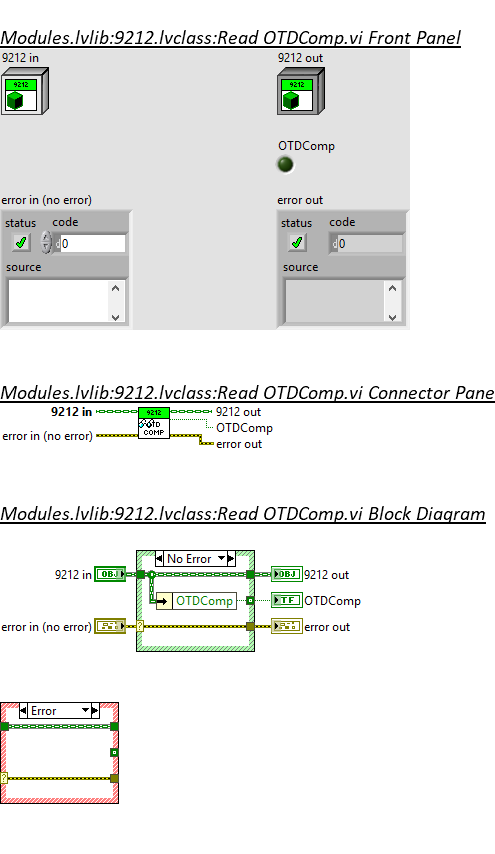 Modules.lvlib:9212.lvclass:Read OTDComp.vi Front Panel
9212 in 9212 out
9212 9212
OTDComp
error in (no error) error out
status code status code
d 0 d 0
source source
Modules.lvlib:9212.lvclass:Read OTDComp.vi Connector Pane
9212 in 9212 9212 out
OTD OTDComp
error in (no error) COMP error out
Modules.lvlib:9212.lvclass:Read OTDComp.vi Block Diagram
No Error
9212 in OBJ OBJ 9212 out
OTDComp TF OTDComp
error in (no error) ? error out
Error
?